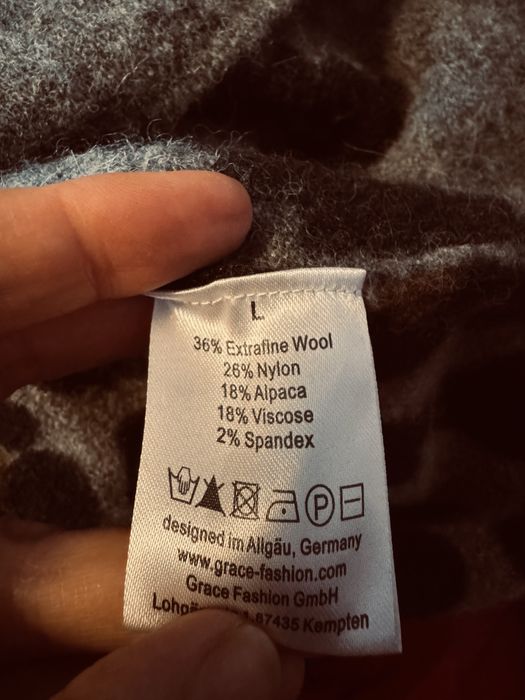 L
36% Extrafine Wool
26% Nylon
18% Alpaca
18% Viscose
2% Spandex
P
designed im Allgäu, Germany
www.grace-fashion.com
Grace Fashion GmbH
87435 Kempten